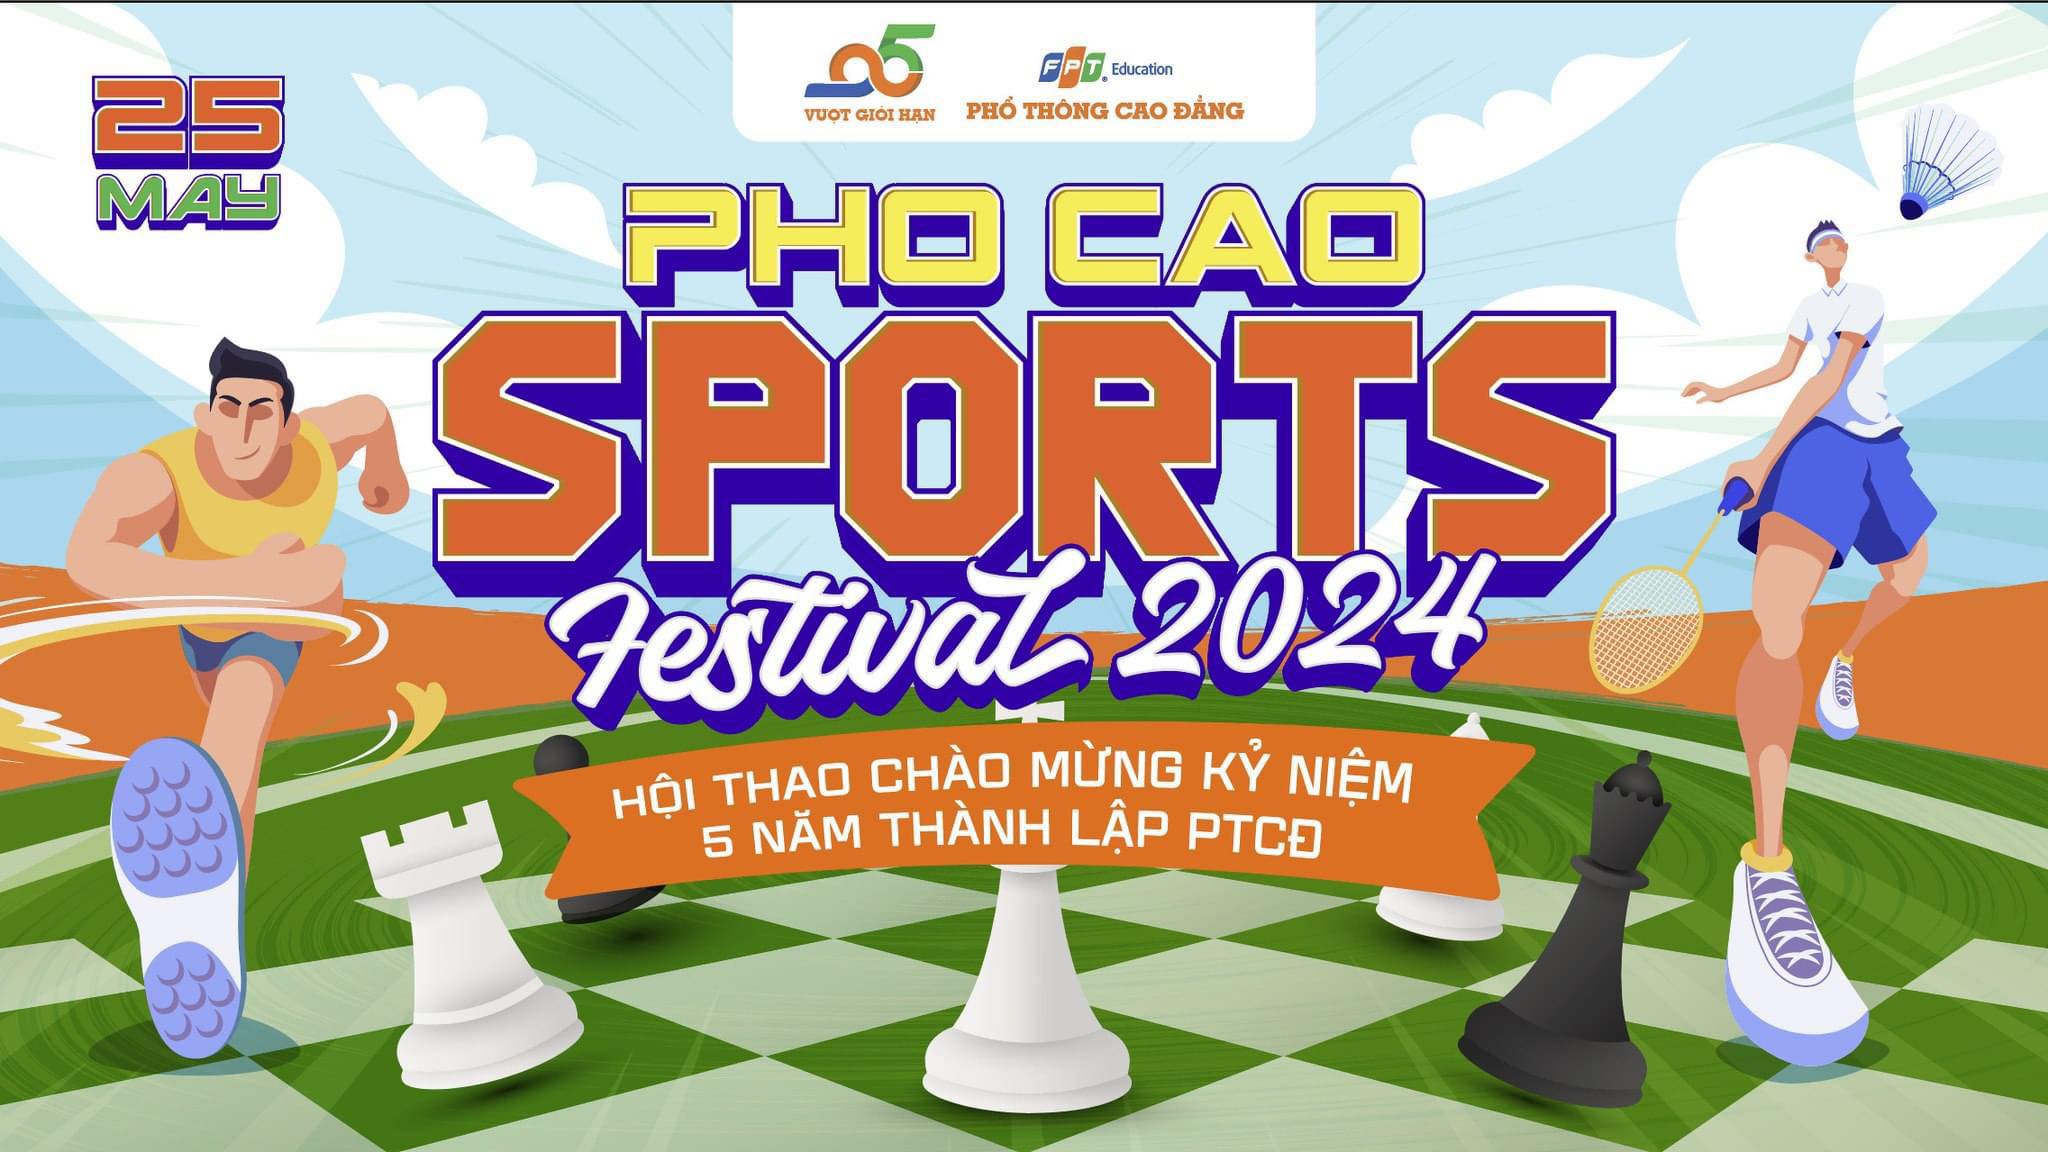 25
MAY
05
VƯỢT GIỚI HẠN
FPT Education
PHỔ THÔNG CAO ĐẲNG
PHO CAO
SPORTS
Festival 2024
HỘI THAO CHÀO MỪNG KỶ NIỆM
5 NĂM THÀNH LẬP PTCĐ